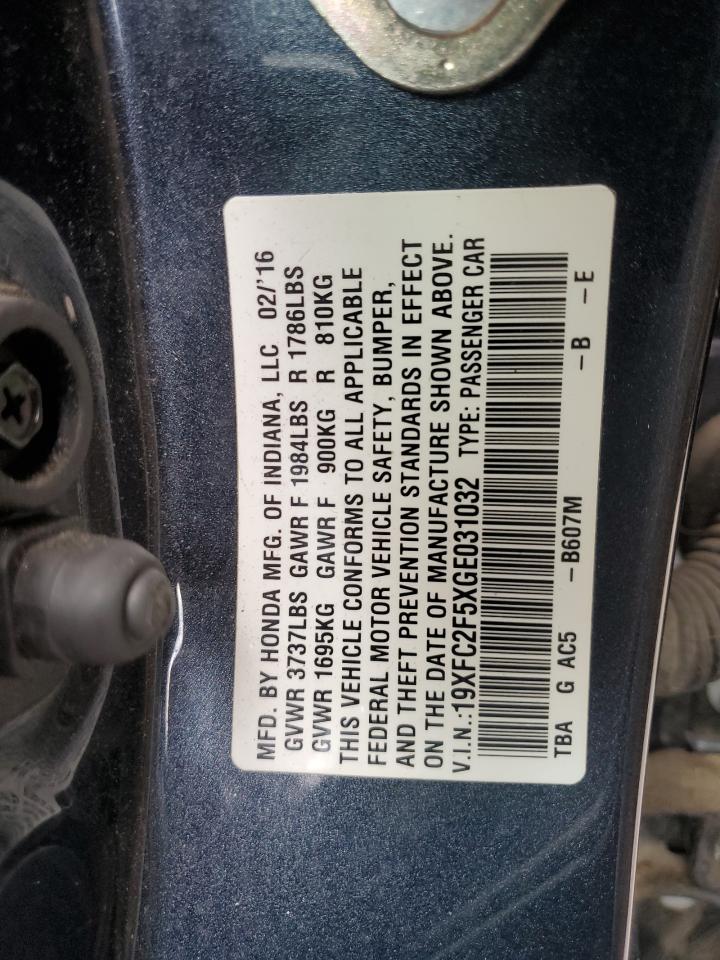 MFD. BY HONDA MFG. OF INDIANA, LLC 02/'16
GVWR 3737LBS GAWR F 1984LBS R 1786LBS
GVWR 1695KG GAWR F 900KG R 810KG
THIS VEHICLE CONFORMS TO ALL APPLICABLE
FEDERAL MOTOR VEHICLE SAFETY, BUMPER,
AND THEFT PREVENTION STANDARDS IN EFFECT
ON THE DATE OF MANUFACTURE SHOWN ABOVE.
V.I.N.:19XFC2F5XGE031032 TYPE: PASSENGER CAR
TBA G AC5 -B607M -B -E